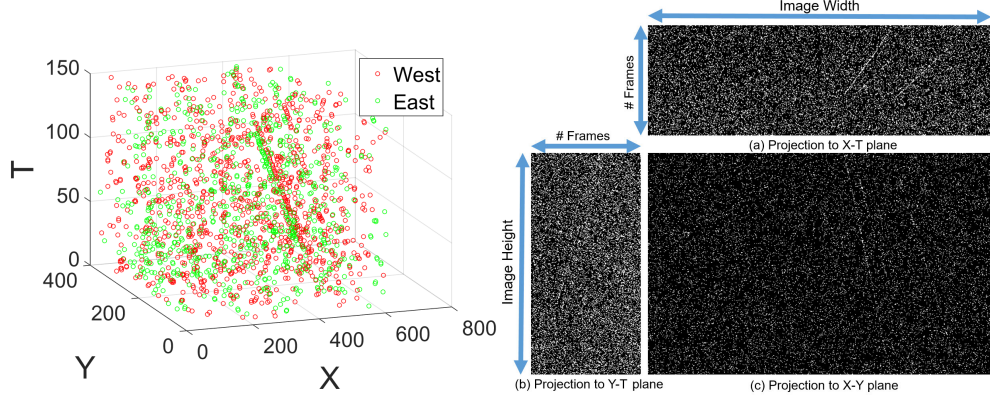 West
East
150
100
50
0
T
400
200
0
Y
0
200
400
600
800
X
Image Width
# Frames
(a) Projection to X-T plane
# Frames
Image Height
(b) Projection to Y-T plane
(c) Projection to X-Y plane